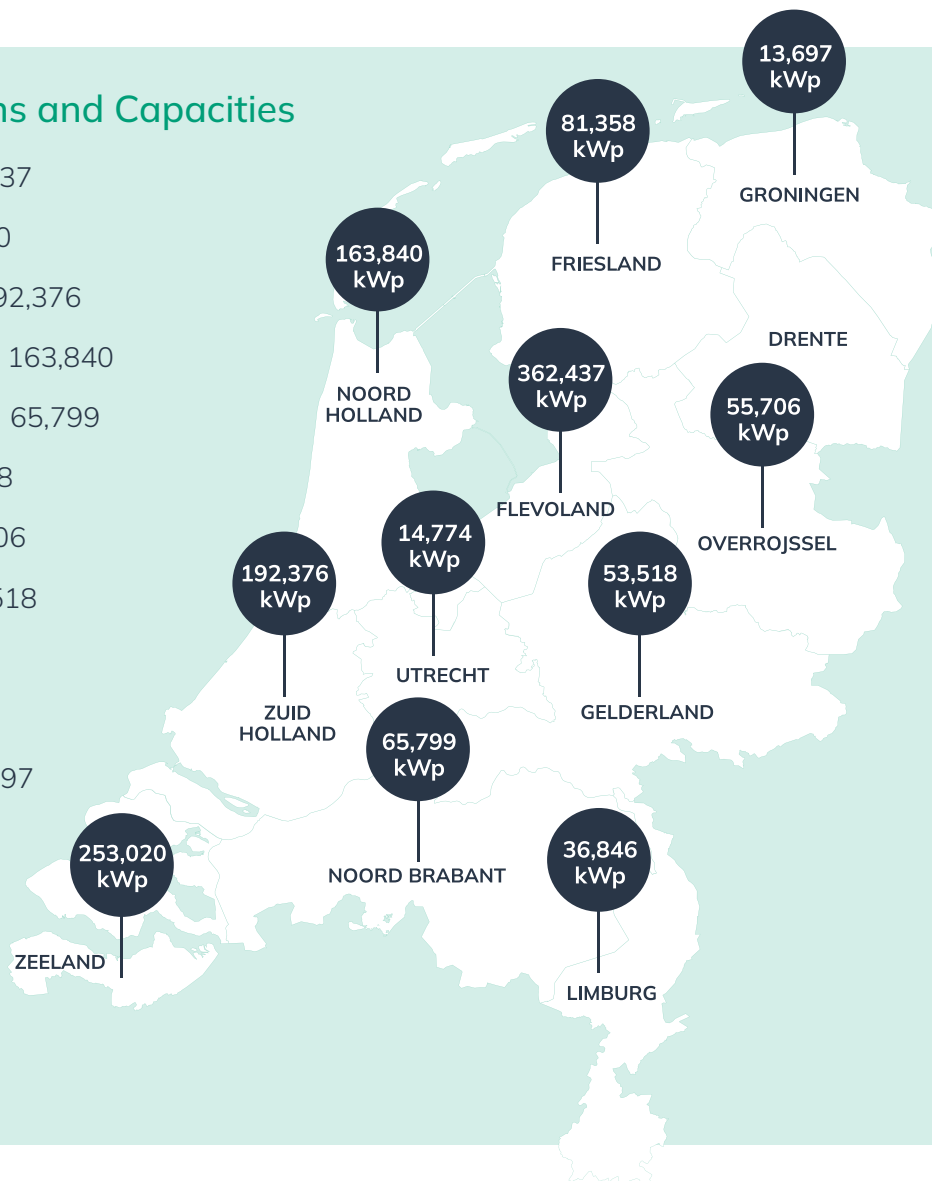 ns and Capacities
37
0
92,376
163,840
65,799
8
06
518
97
13,697
kWp
GRONINGEN
81,358
kWp
FRIESLAND
163,840
kWp
NOORD
HOLLAND
DRENTE
362,437
kWp
FLEVOLAND
55,706
kWp
OVERROJSSEL
14,774
kWp
UTRECHT
192,376
kWp
ZUID
HOLLAND
53,518
kWp
GELDERLAND
65,799
kWp
NOORD BRABANT
253,020
kWp
ZEELAND
36,846
kWp
LIMBURG